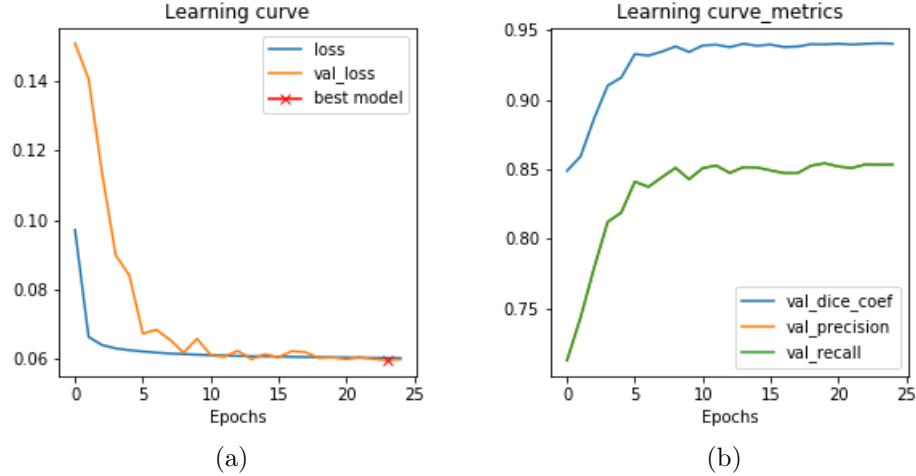 Learning curve
loss
val_loss
best model
0.14
0.12
0.10
0.08
0.06
0 5 10 15 20 25
Epochs
(a)
Learning curve_metrics
0.95
0.90
0.85
0.80
0.75
val_dice_coef
val_precision
val_recall
0 5 10 15 20 25
Epochs
(b)